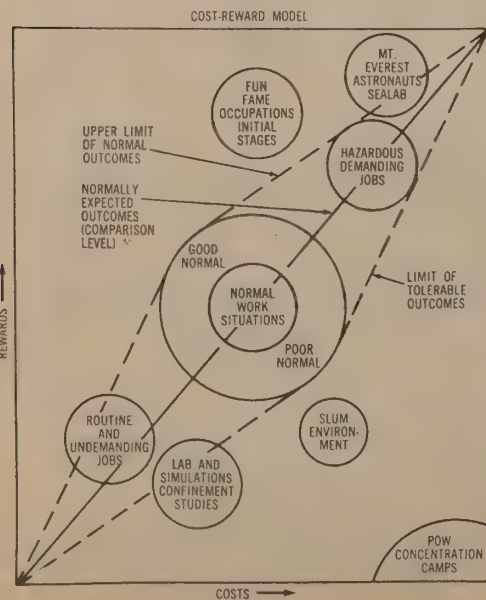 COST-REWARD MODEL
MT.
EVEREST
ASTRONAUTS
SEALAB
FUN
FAME
OCCUPATIONS
INITIAL
STAGES
UPPER LIMIT
OF NORMAL
OUTCOMES
HAZARDOUS
DEMANDING
JOBS
NORMALLY
EXPECTED
OUTCOMES
(COMPARISON
LEVEL)
GOOD
NORMAL
LIMIT OF
TOLERABLE
OUTCOMES
NORMAL
WORK
SITUATIONS
REWARDS
POOR
NORMAL
ROUTINE
AND
UNDEMANDING
JOBS
SLUM
ENVIRON-
MENT
LAB AND
SIMULATIONS
CONFINEMENT
STUDIES
POW
CONCENTRATION
CAMPS
COSTS